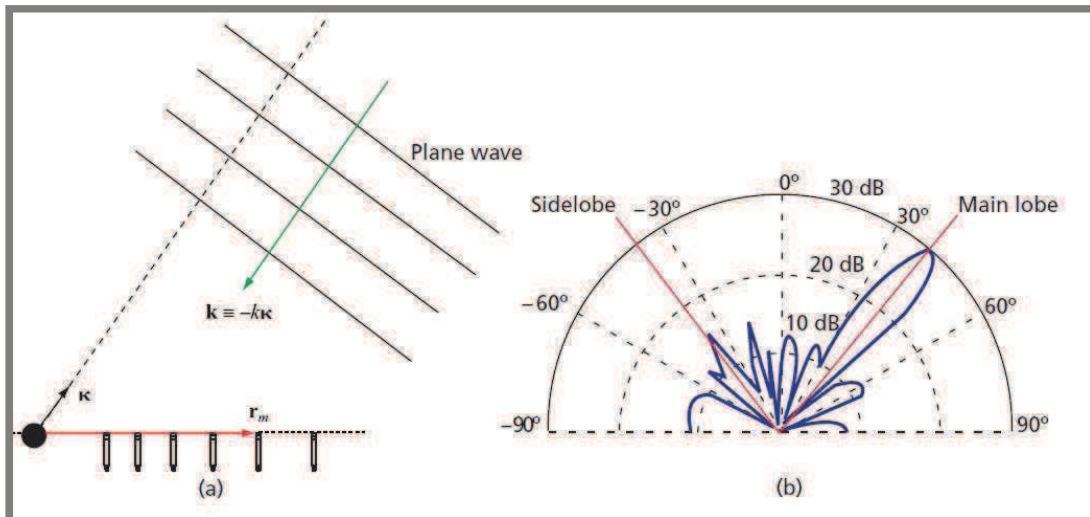 Plane wave
k ≡ –kκ
κ
r_m
(a)
0°
30 dB
Sidelobe
–30°
30°
Main lobe
20 dB
–60°
60°
10 dB
–90°
90°
(b)